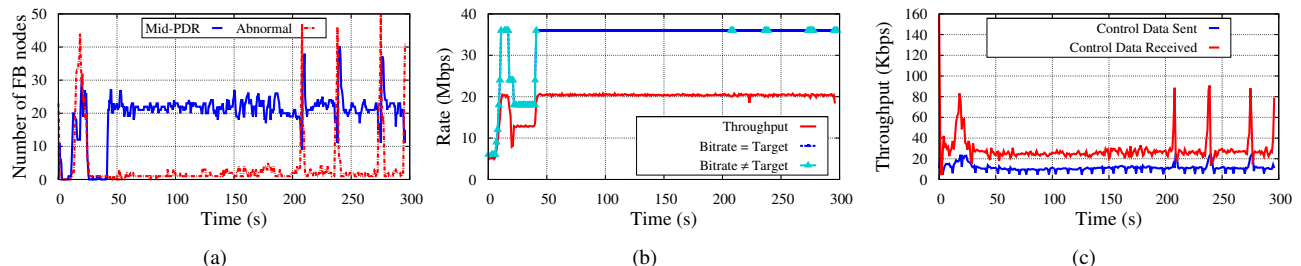 Number of FB nodes
50
40
30
20
10
0
Mid-PDR
Abnormal
0 50 100 150 200 250 300
Time (s)
(a)
Rate (Mbps)
40
30
20
10
0
Throughput
Bitrate = Target
Bitrate ≠ Target
0 50 100 150 200 250 300
Time (s)
(b)
Throughput (Kbps)
160
140
120
100
80
60
40
20
0
Control Data Sent
Control Data Received
0 50 100 150 200 250 300
Time (s)
(c)